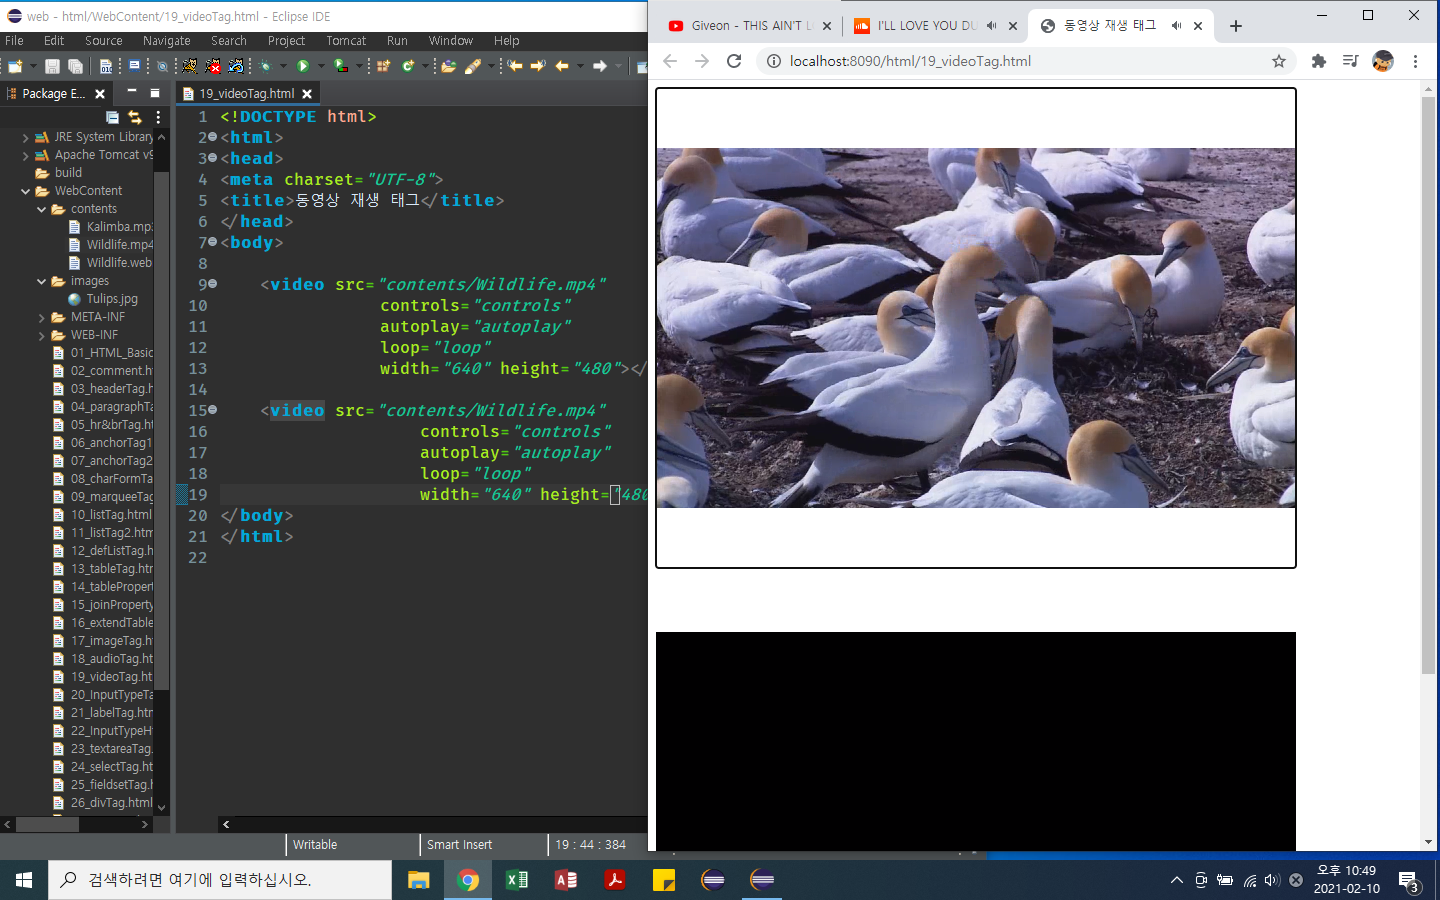 web - html/WebContent/19_videoTag.html - Eclipse IDE
File Edit Source Navigate Search Project Tomcat Run Window Help
Package E...
JRE System Library
Apache Tomcat v9
build
WebContent
contents
Kalimba.mp3
Wildlife.mp4
Wildlife.web
images
Tulips.jpg
META-INF
WEB-INF
01_HTML_Basic
02_comment.h
03_headerTag.h
04_paragraphTa
05_hr&brTag.ht
06_anchorTag1
07_anchorTag2
08_charFormTa
09_marqueeTag
10_listTag.html
11_listTag2.htm
12_defListTag.h
13_tableTag.htm
14_tablePropert
15_joinProperty
16_extendTable
17_imageTag.ht
18_audioTag.ht
19_videoTag.ht
20_InputTypeTa
21_labelTag.htm
22_InputTypeH
23_textareaTag.
24_selectTag.ht
25_fieldsetTag.h
26_divTag.html
19_videoTag.html
1 <!DOCTYPE html>
2 <html>
3 <head>
4 <meta charset="UTF-8">
5 <title>동영상 재생 태그</title>
6 </head>
7 <body>
8
9 <video src="contents/Wildlife.mp4"
10 controls="controls"
11 autoplay="autoplay"
12 loop="loop"
13 width="640" height="480"></
14
15 <video src="contents/Wildlife.mp4"
16 controls="controls"
17 autoplay="autoplay"
18 loop="loop"
19 width="640" height="480
20 </body>
21 </html>
22
Writable Smart Insert 19 : 44 : 384
Giveon - THIS AIN'T L
I'LL LOVE YOU DU
동영상 재생 태그
localhost:8090/html/19_videoTag.html
검색하려면 여기에 입력하십시오.
오후 10:49
2021-02-10
3